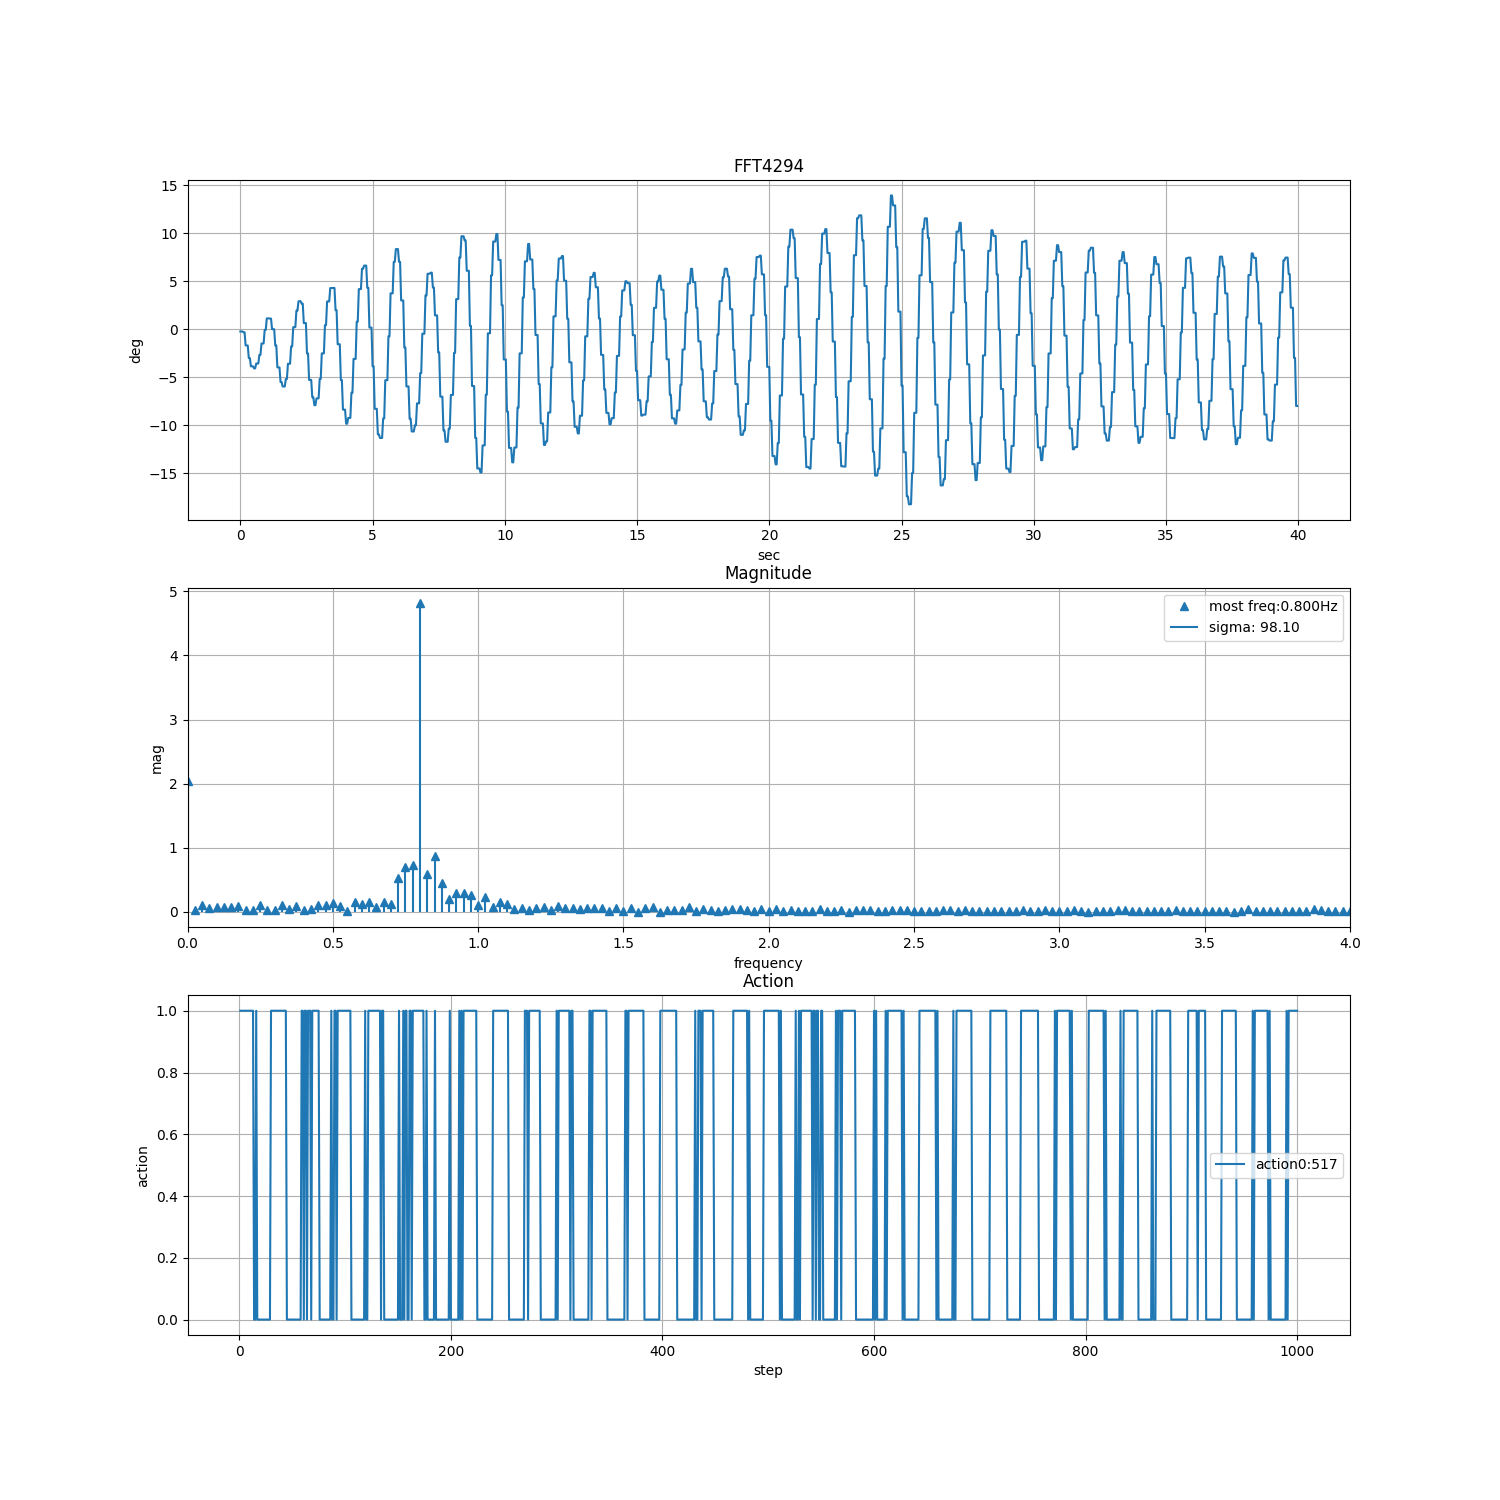 FFT4294
15
10
5
0
−5
−10
−15
deg
0 5 10 15 20 25 30 35 40
sec
Magnitude
5
4
3
2
1
0
mag
most freq:0.800Hz
sigma: 98.10
0.0 0.5 1.0 1.5 2.0 2.5 3.0 3.5 4.0
frequency
Action
1.0
0.8
0.6
0.4
0.2
0.0
action
action0:517
0 200 400 600 800 1000
step